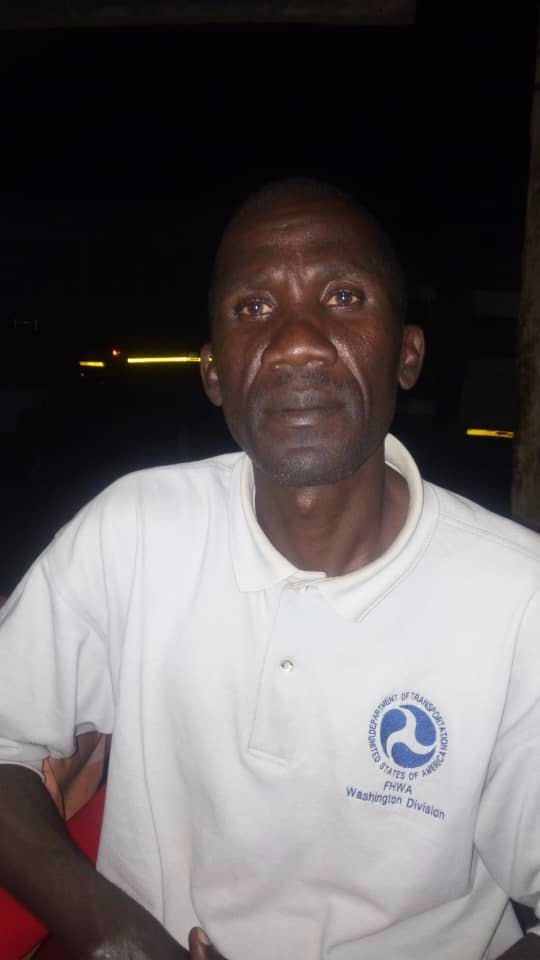 DEPARTMENT OF TRANSPORTATION
UNITED STATES OF AMERICA
FHWA
Washington Division